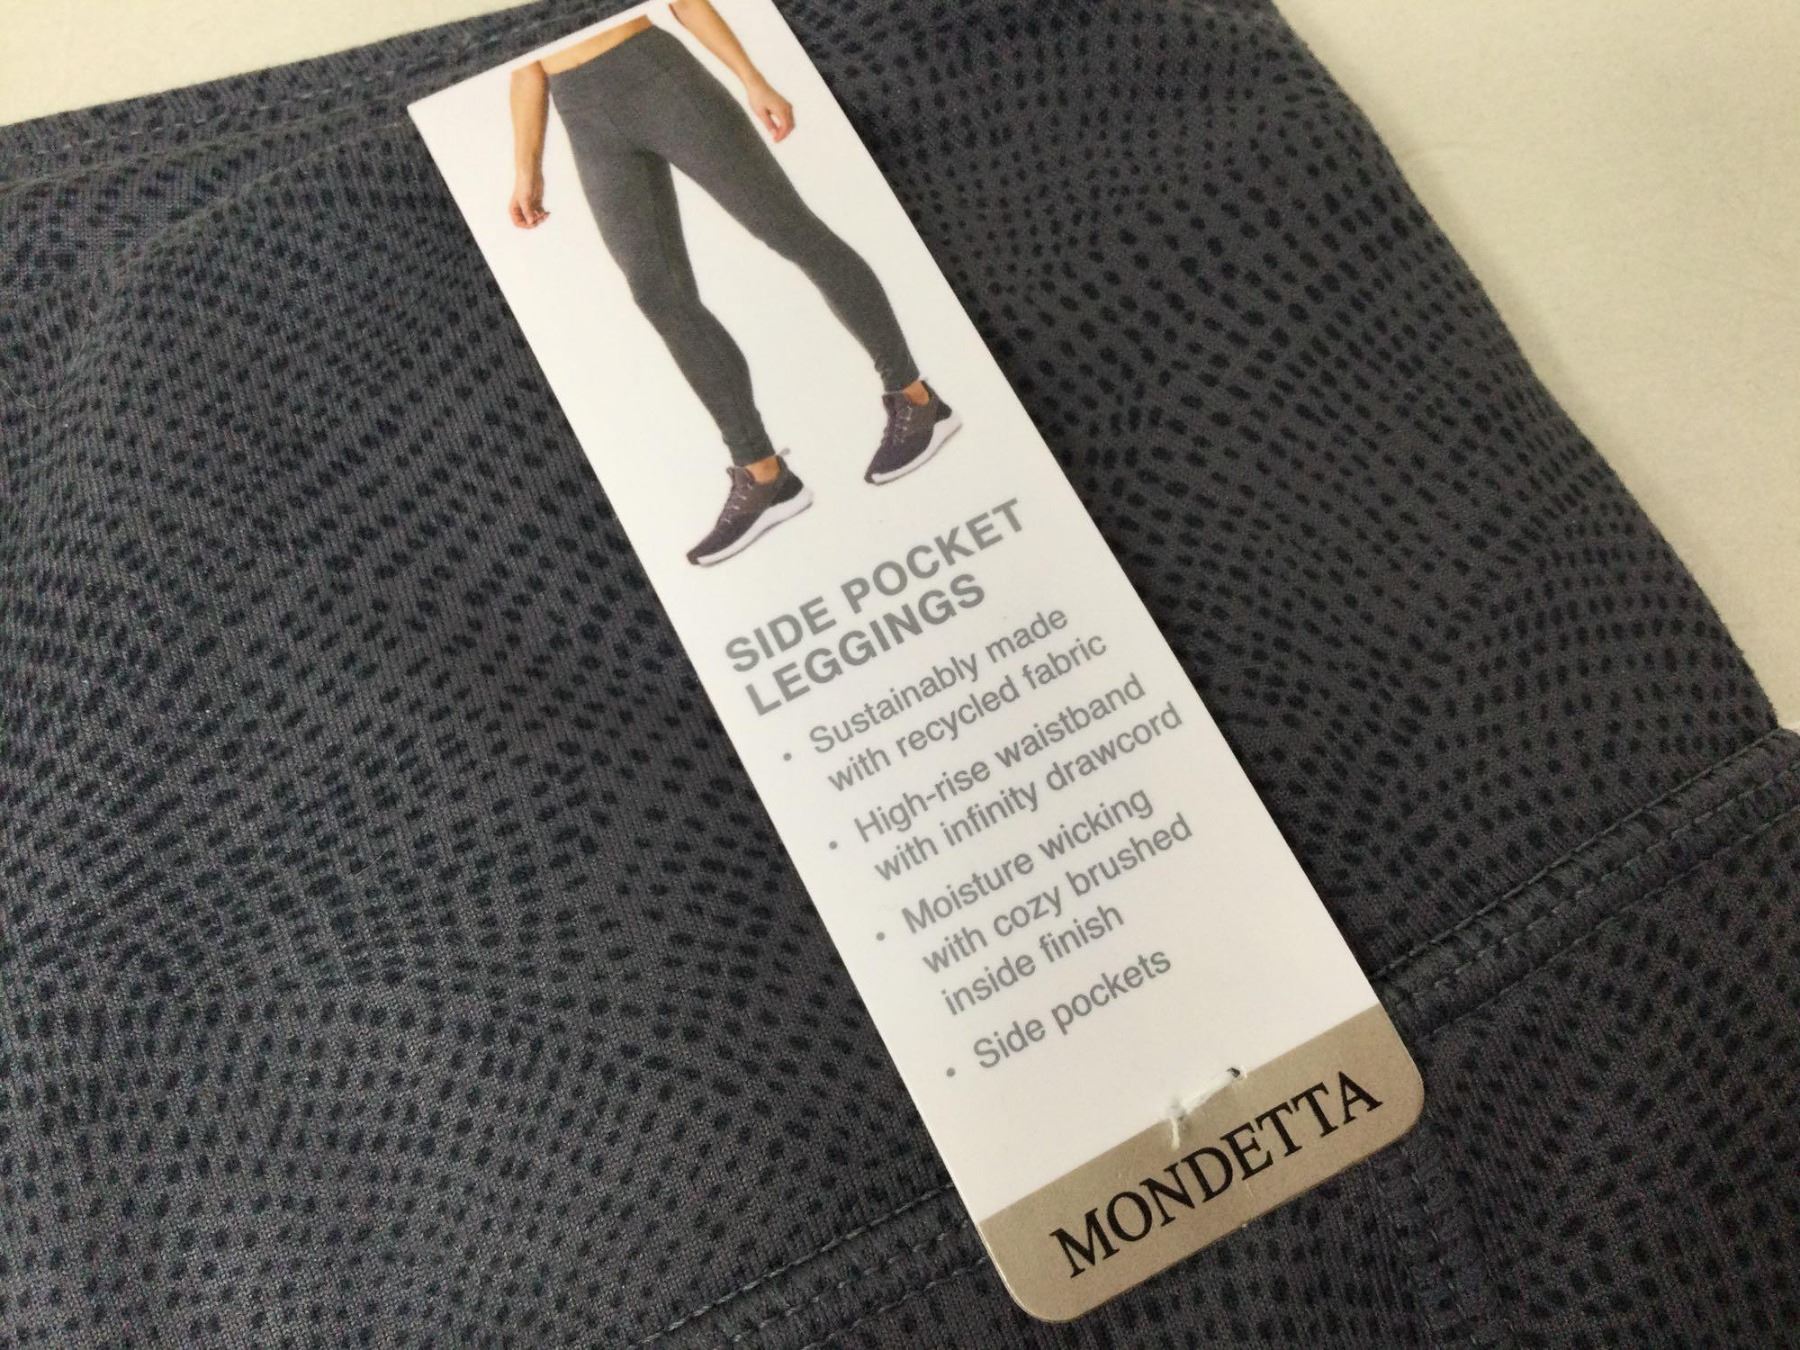 SIDE POCKET
LEGGINGS
• Sustainably made
with recycled fabric
• High-rise waistband
with infinity drawcord
• Moisture wicking
with cozy brushed
inside finish
• Side pockets
MONDETTA